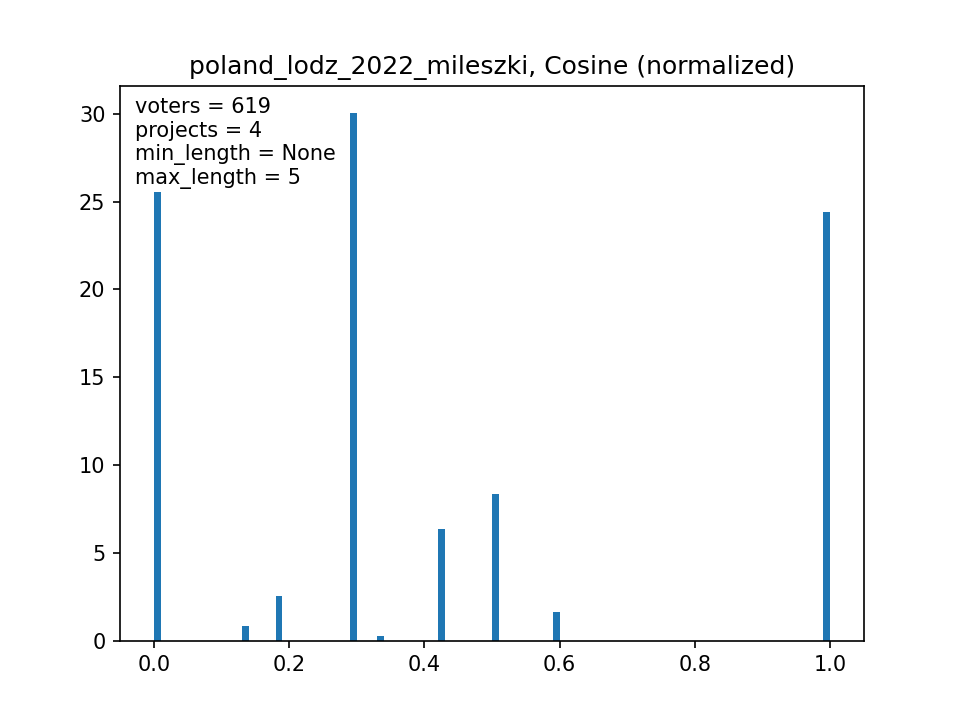 poland_lodz_2022_mileszki, Cosine (normalized)
voters = 619
projects = 4
min_length = None
max_length = 5
30
25
20
15
10
5
0
0.0 0.2 0.4 0.6 0.8 1.0